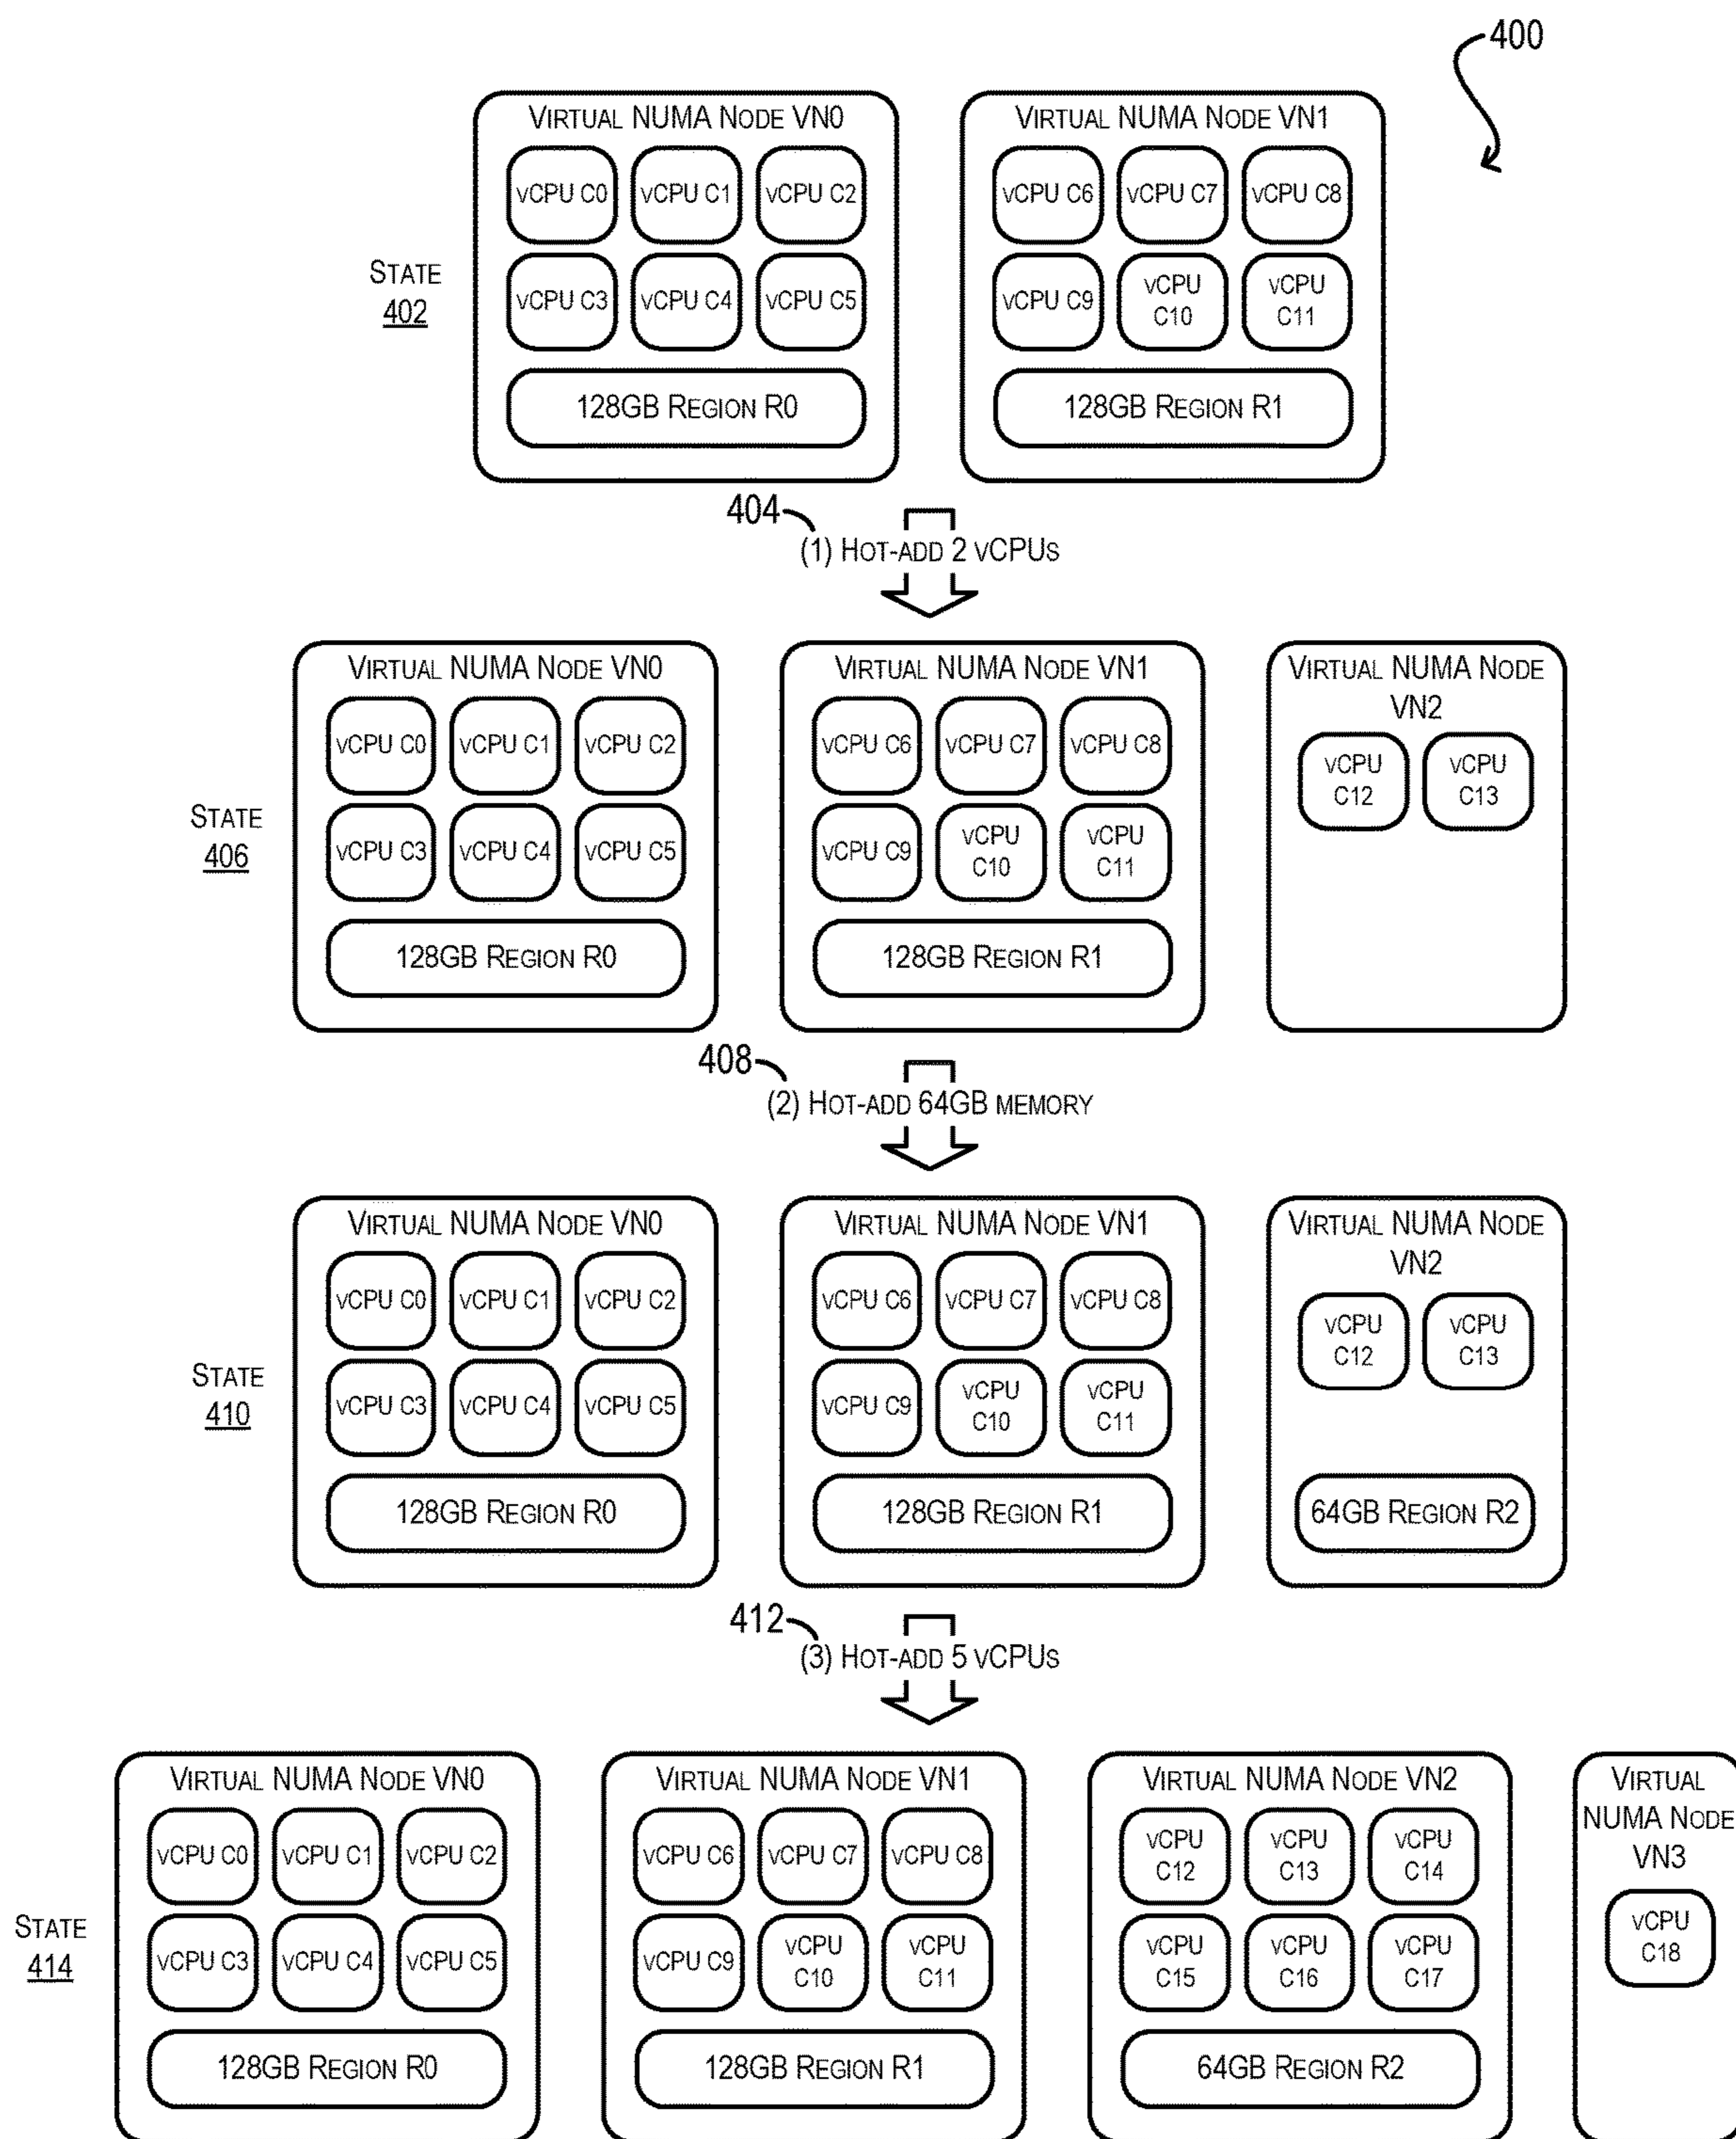 400
VIRTUAL NUMA NODE VN0
VIRTUAL NUMA NODE VN1
vCPU C0 vCPU C1 vCPU C2
vCPU C6 vCPU C7 vCPU C8
STATE
402
vCPU C3 vCPU C4 vCPU C5
vCPU C9 vCPU C10 vCPU C11
128GB REGION R0
128GB REGION R1
404
(1) HOT-ADD 2 vCPUs
VIRTUAL NUMA NODE VN0
VIRTUAL NUMA NODE VN1
VIRTUAL NUMA NODE
VN2
vCPU C0 vCPU C1 vCPU C2
vCPU C6 vCPU C7 vCPU C8
vCPU C12 vCPU C13
STATE
406
vCPU C3 vCPU C4 vCPU C5
vCPU C9 vCPU C10 vCPU C11
128GB REGION R0
128GB REGION R1
408
(2) HOT-ADD 64GB MEMORY
VIRTUAL NUMA NODE VN0
VIRTUAL NUMA NODE VN1
VIRTUAL NUMA NODE
VN2
vCPU C0 vCPU C1 vCPU C2
vCPU C6 vCPU C7 vCPU C8
vCPU C12 vCPU C13
STATE
410
vCPU C3 vCPU C4 vCPU C5
vCPU C9 vCPU C10 vCPU C11
128GB REGION R0
128GB REGION R1
64GB REGION R2
412
(3) HOT-ADD 5 vCPUs
VIRTUAL NUMA NODE VN0
VIRTUAL NUMA NODE VN1
VIRTUAL NUMA NODE VN2
VIRTUAL
NUMA NODE
VN3
vCPU C0 vCPU C1 vCPU C2
vCPU C6 vCPU C7 vCPU C8
vCPU C12 vCPU C13 vCPU C14
STATE
414
vCPU C3 vCPU C4 vCPU C5
vCPU C9 vCPU C10 vCPU C11
vCPU C15 vCPU C16 vCPU C17
vCPU C18
128GB REGION R0
128GB REGION R1
64GB REGION R2